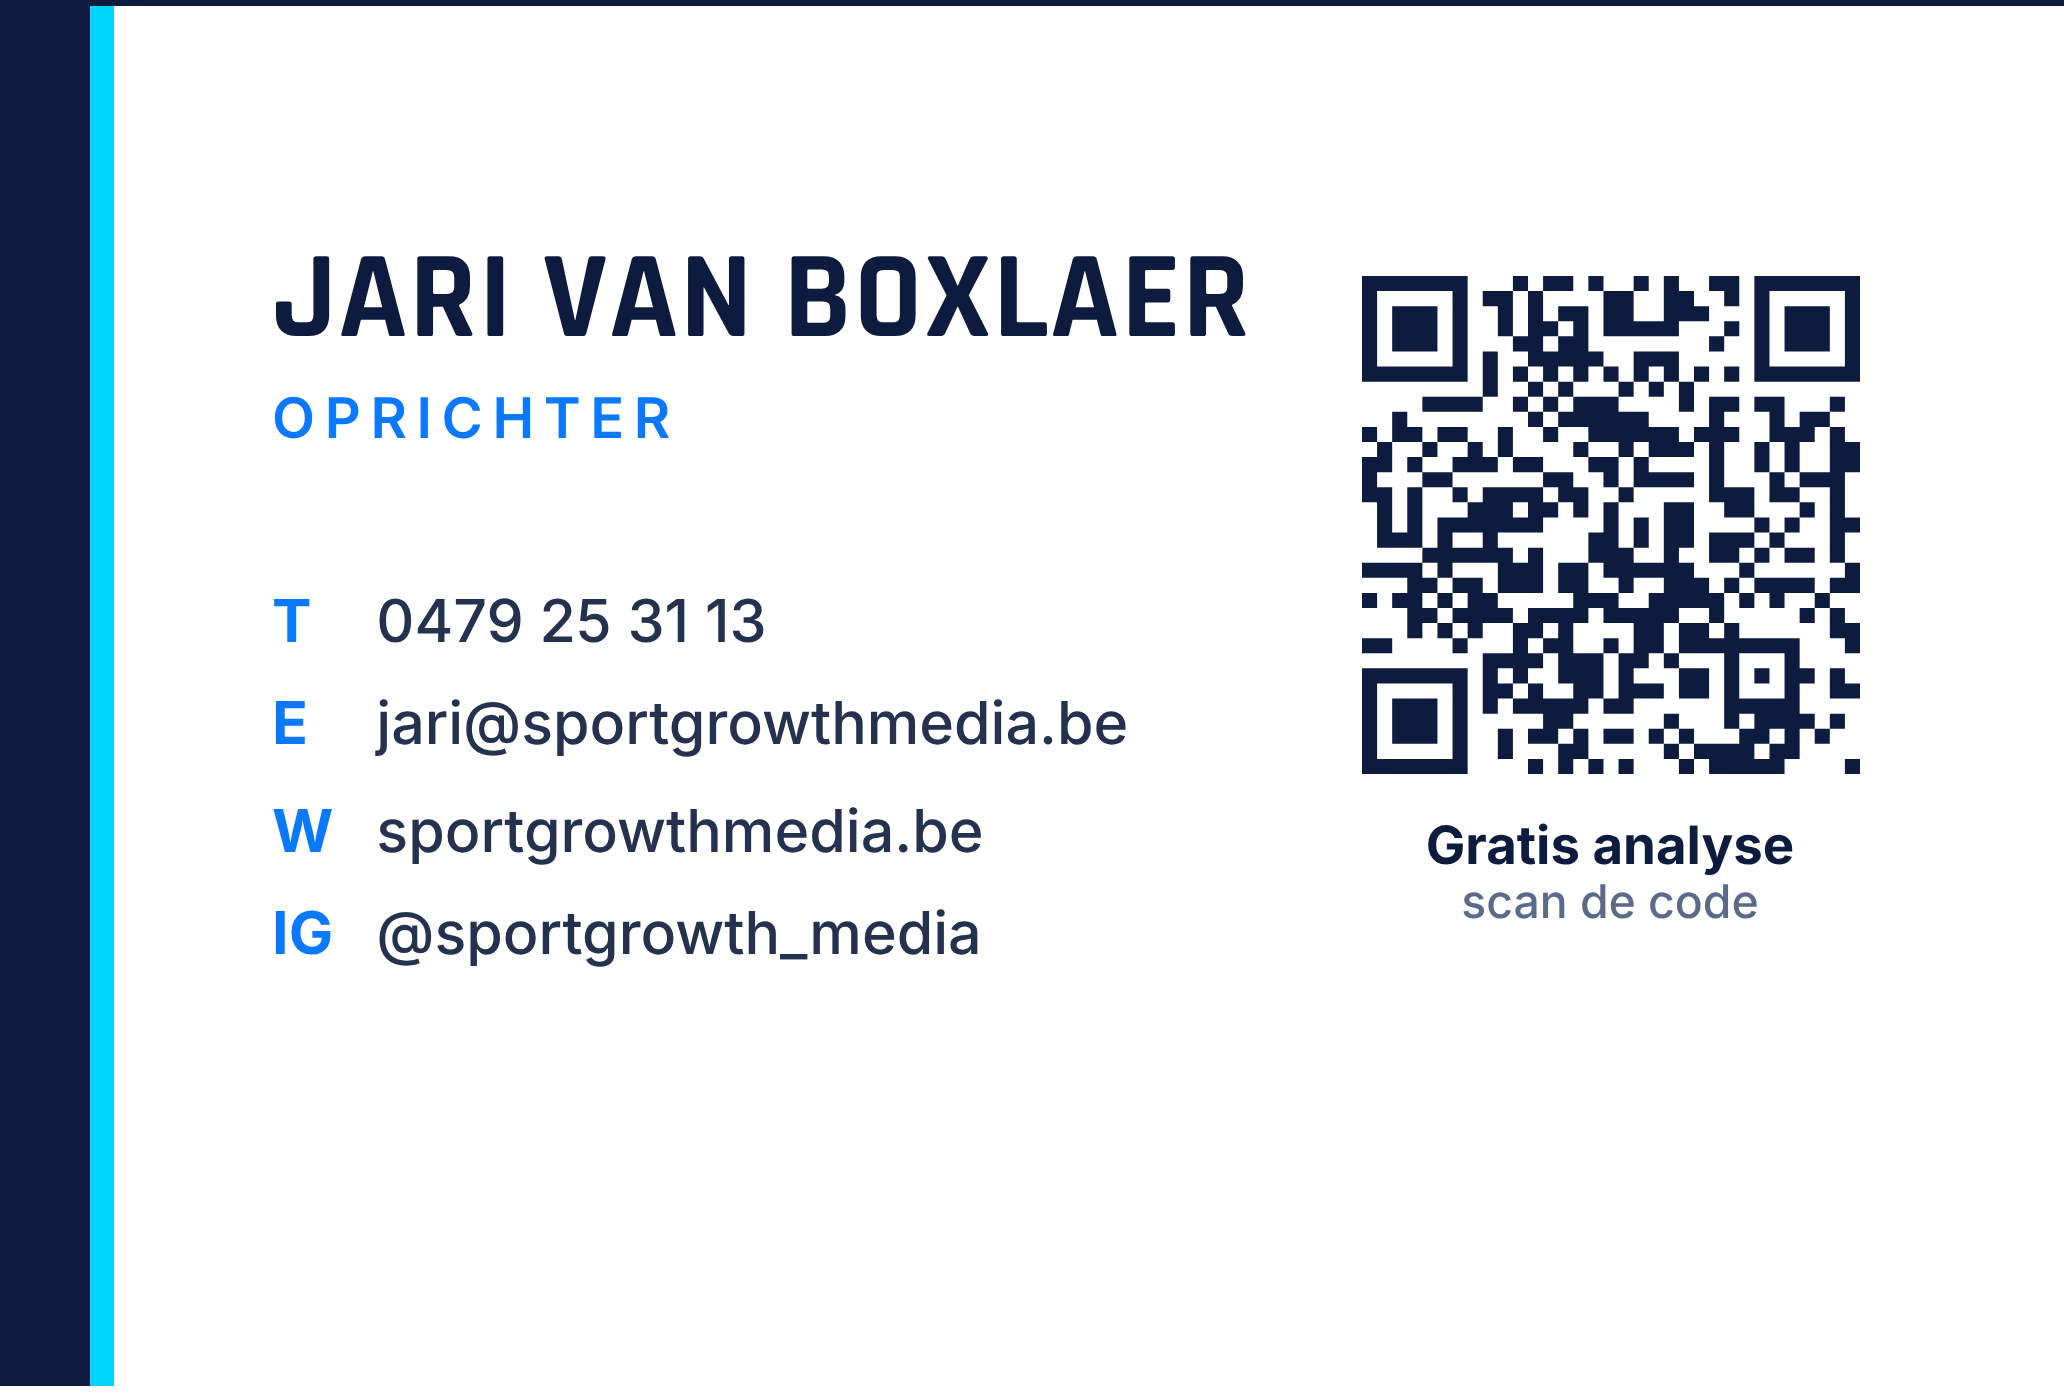 JARI VAN BOXLAER
OPRICHTER
T 0479 25 31 13
E jari@sportgrowthmedia.be
W sportgrowthmedia.be
IG @sportgrowth_media
Gratis analyse
scan de code